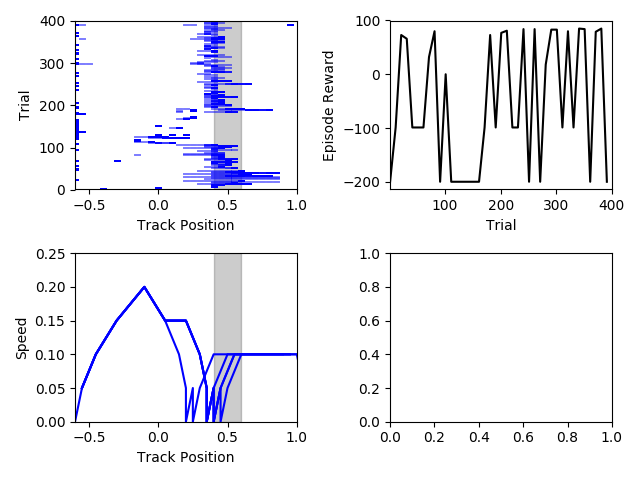 400
300
200
100
0
Trial
−0.5 0.0 0.5 1.0
Track Position
100
0
−100
−200
Episode Reward
100 200 300 400
Trial
0.25
0.20
0.15
0.10
0.05
0.00
Speed
−0.5 0.0 0.5 1.0
Track Position
1.0
0.8
0.6
0.4
0.2
0.0
0.0 0.2 0.4 0.6 0.8 1.0